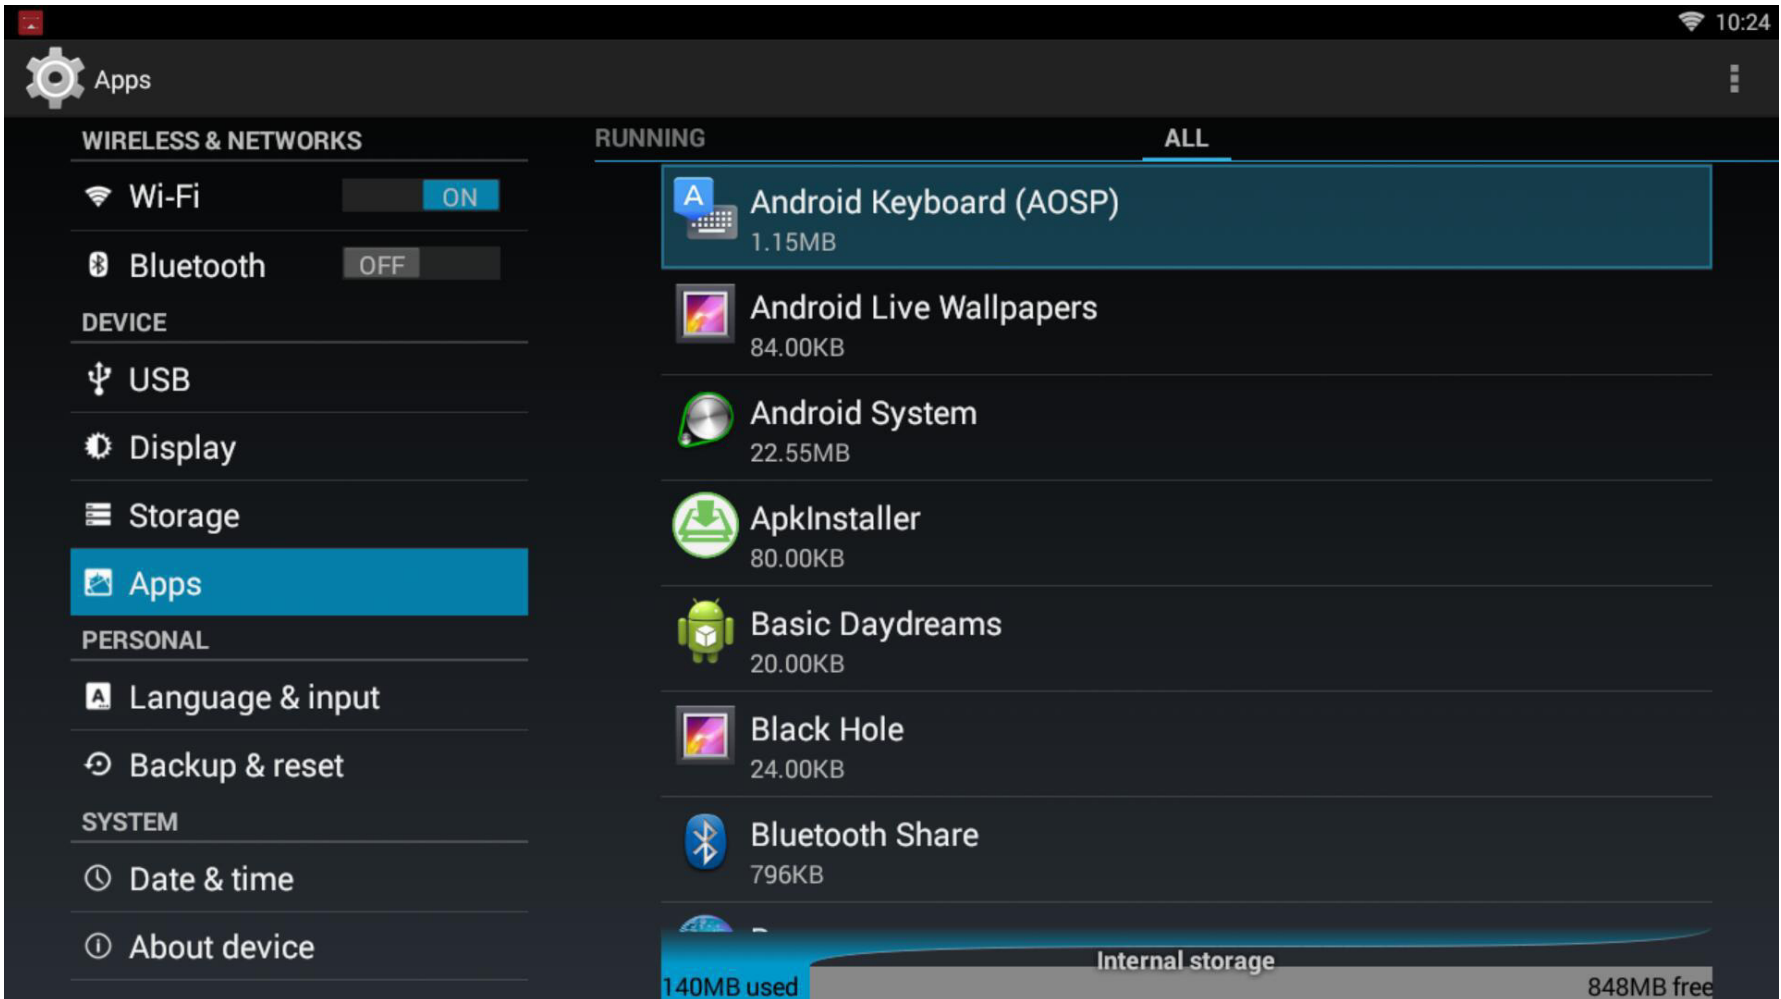 10:24
Apps
WIRELESS & NETWORKS
Wi-Fi
ON
Bluetooth
OFF
DEVICE
USB
Display
Storage
Apps
PERSONAL
Language & input
Backup & reset
SYSTEM
Date & time
About device
RUNNING
ALL
Android Keyboard (AOSP)
1.15MB
Android Live Wallpapers
84.00KB
Android System
22.55MB
ApkInstaller
80.00KB
Basic Daydreams
20.00KB
Black Hole
24.00KB
Bluetooth Share
796KB
Internal storage
140MB used
848MB free